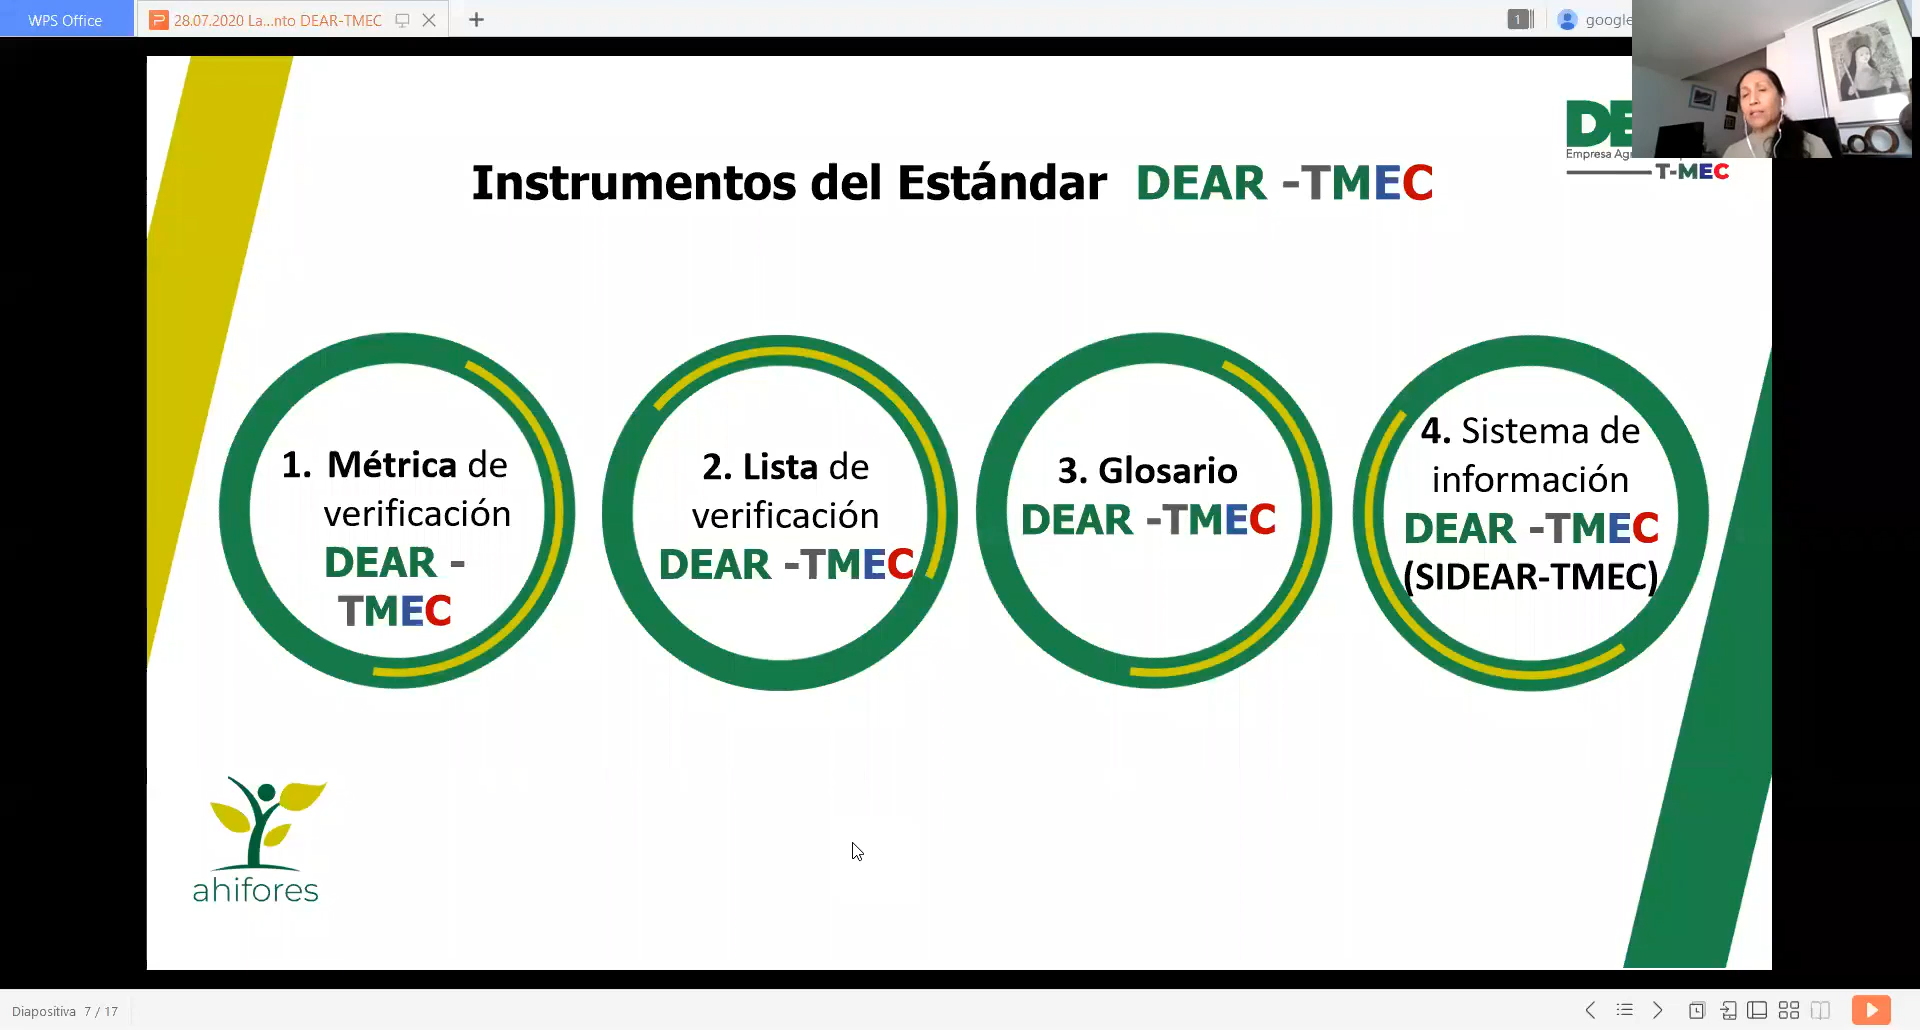 WPS Office
28.07.2020 La...nto DEAR-TMEC
1
google
Empresa Agr
T-MEC
Instrumentos del Estándar DEAR -TMEC
1. Métrica de
verificación
DEAR -
TMEC
2. Lista de
verificación
DEAR -TMEC
3. Glosario
DEAR -TMEC
4. Sistema de
información
DEAR -TMEC
(SIDEAR-TMEC)
ahifores
Diapositiva 7 / 17